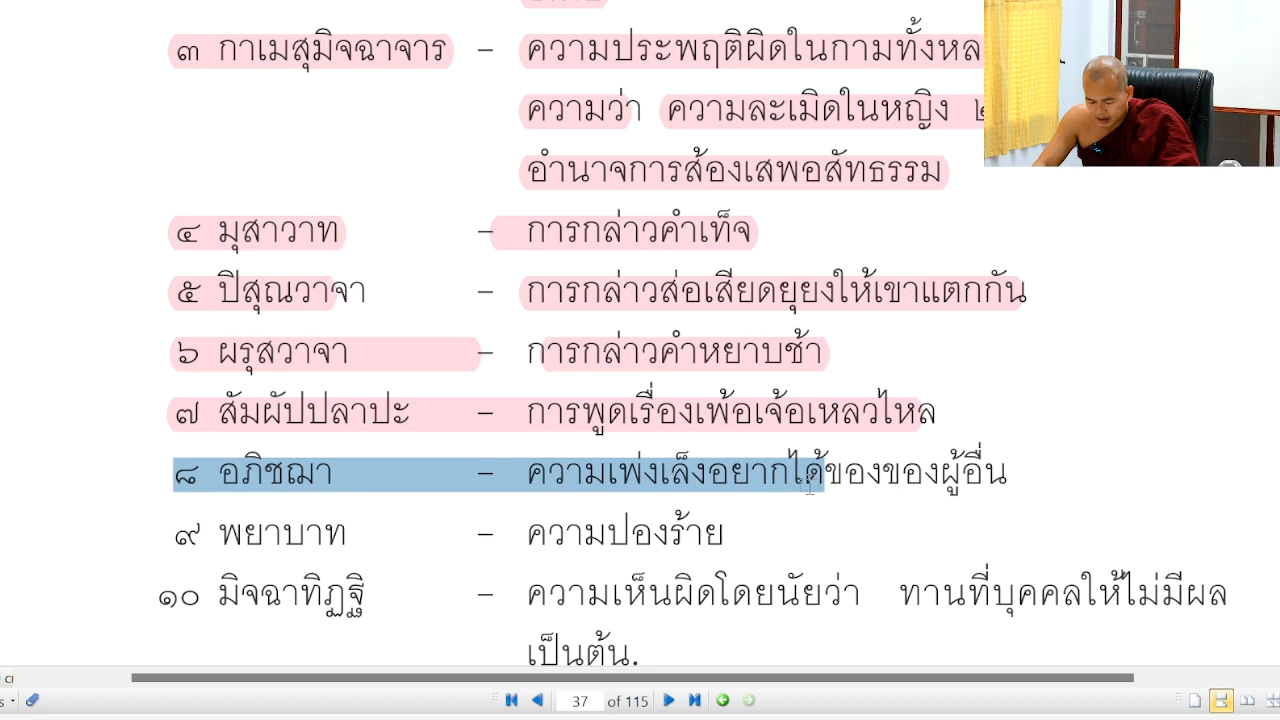 ๓ กาเมสุมิจฉาจาร – ความประพฤติผิดในกามทั้งหล
ความว่า ความละเมิดในหญิง
อำนาจการส้องเสพอสัทธรรม
๔ มุสาวาท – การกล่าวคำเท็จ
๕ ปิสุณวาจา – การกล่าวส่อเสียดยุยงให้เขาแตกกัน
๖ ผรุสวาจา – การกล่าวคำหยาบช้า
๗ สัมผัปปลาปะ – การพูดเรื่องเพ้อเจ้อเหลวไหล
๘ อภิชฌา – ความเพ่งเล็งอยากได้ของของผู้อื่น
๙ พยาบาท – ความปองร้าย
๑๐ มิจฉาทิฏฐิ – ความเห็นผิดโดยนัยว่า ทานที่บุคคลให้ไม่มีผล
เป็นต้น.
37 of 115